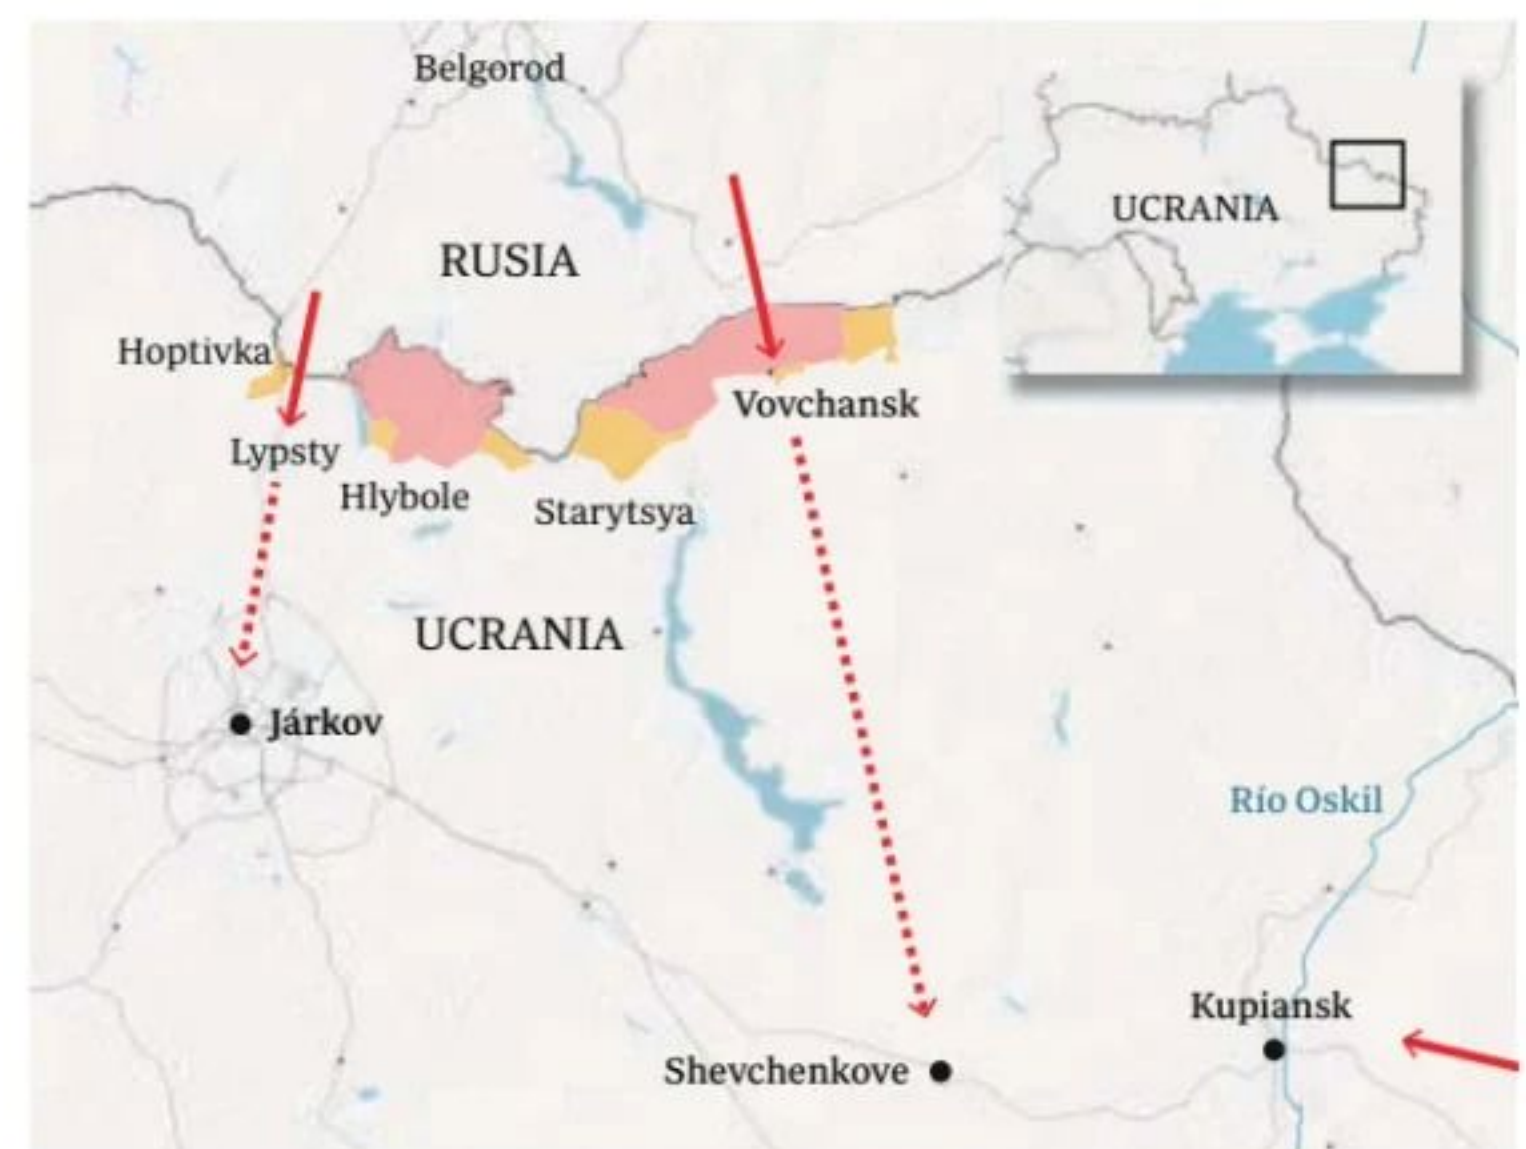 Belgorod
UCRANIA
RUSIA
Hoptivka
Vovchansk
Lypsty
Hlybole
Starytsya
UCRANIA
Járkov
Río Oskil
Kupiansk
Shevchenkove